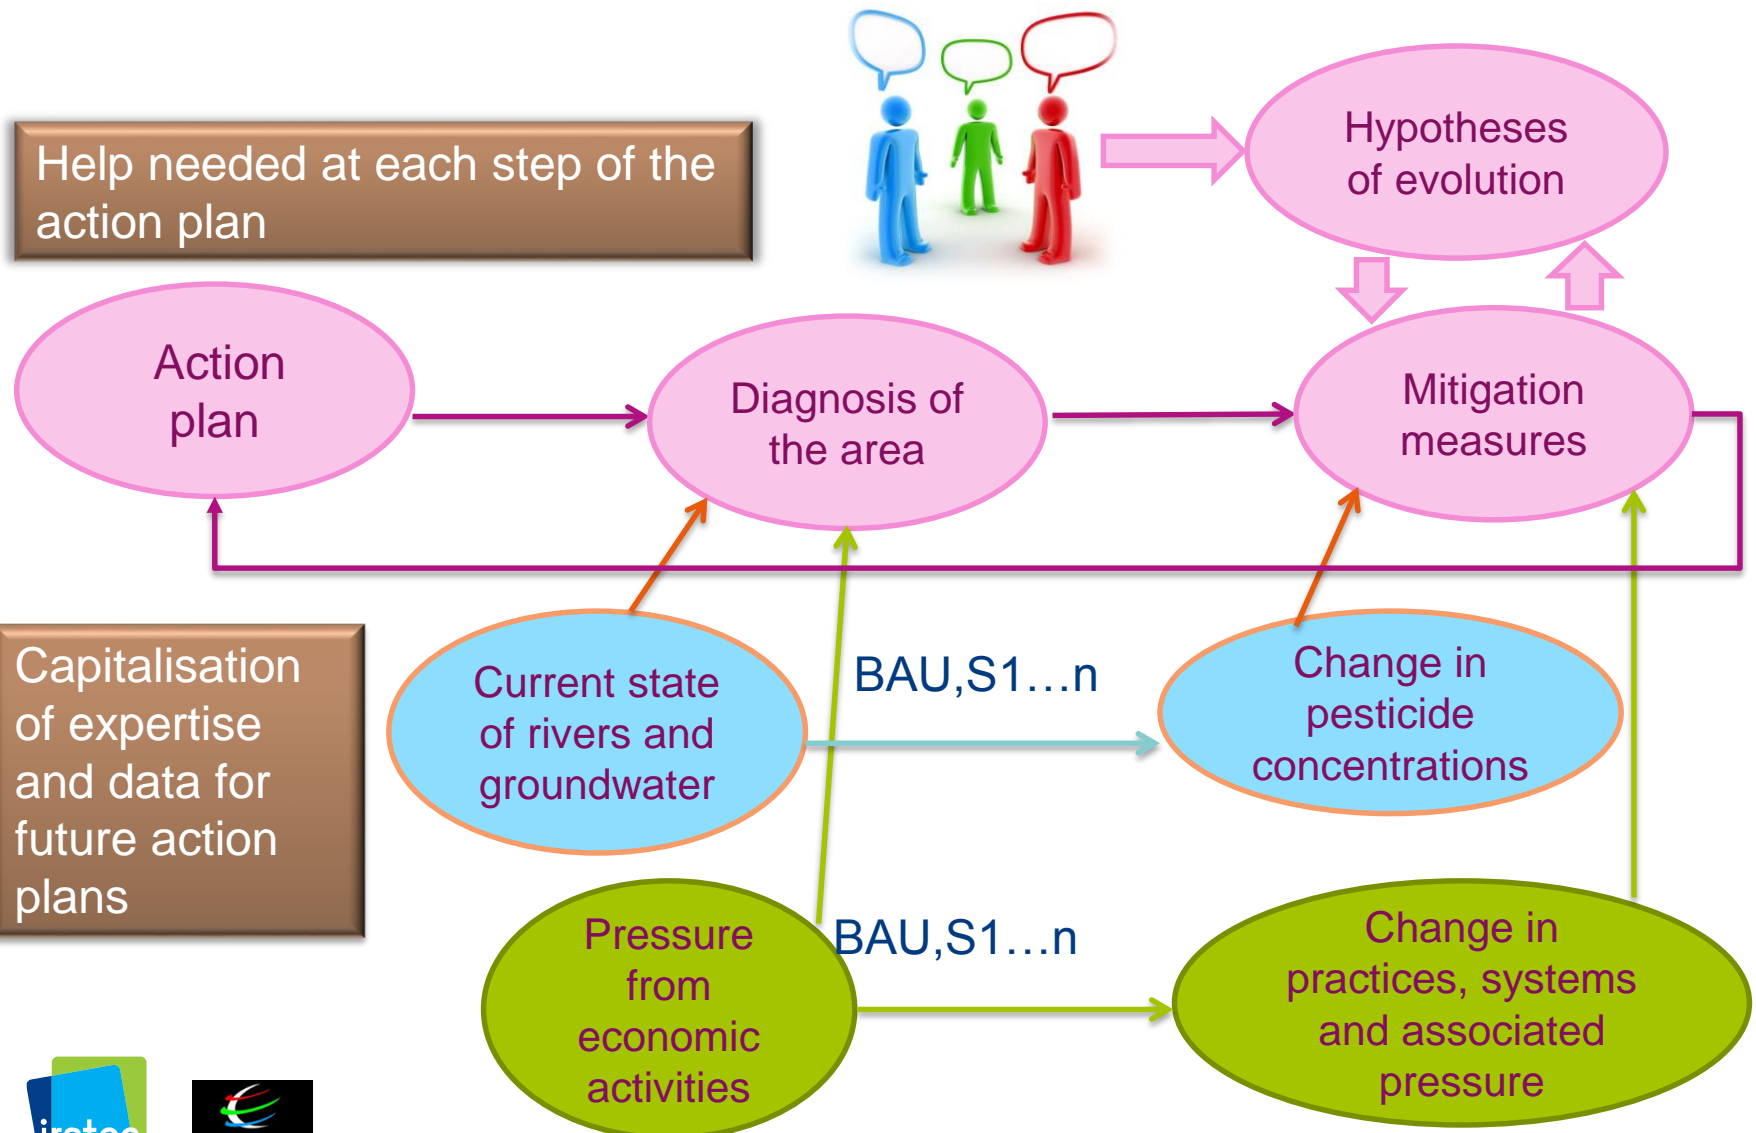 Hypotheses
of evolution
Help needed at each step of the
action plan
Action
plan
Diagnosis of
the area
Mitigation
measures
Capitalisation
of expertise
and data for
future action
plans
Current state
of rivers and
groundwater
BAU,S1…n
Change in
pesticide
concentrations
Pressure
from
economic
activities
BAU,S1…n
Change in
practices, systems
and associated
pressure